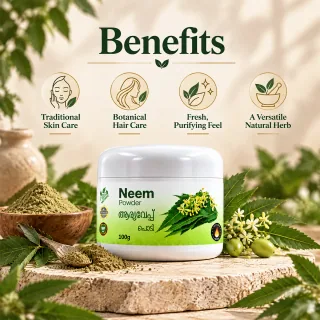 Benefits
Traditional
Skin Care
Botanical
Hair Care
Fresh,
Purifying Feel
A Versatile
Natural Herb
Neem
Powder
ആര്യവേപ്പ്
പൊടി
100g